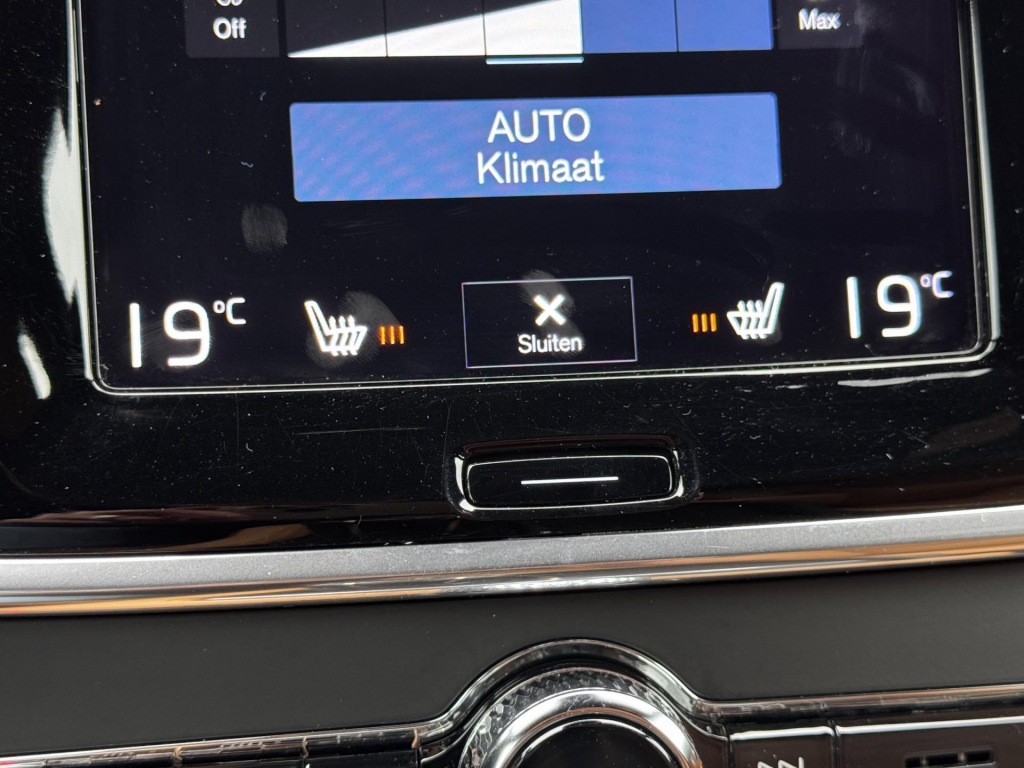 Off
Max
AUTO
Klimaat
19°C
19°C
Sluiten